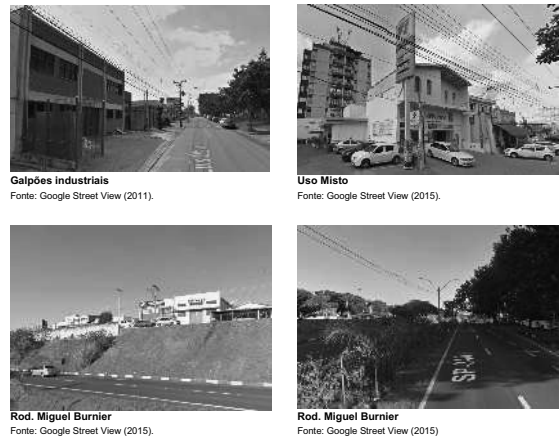 Galpões industriais
Fonte: Google Street View (2011).
Uso Misto
Fonte: Google Street View (2015).
Rod. Miguel Burnier
Fonte: Google Street View (2015).
Rod. Miguel Burnier
Fonte: Google Street View (2015)